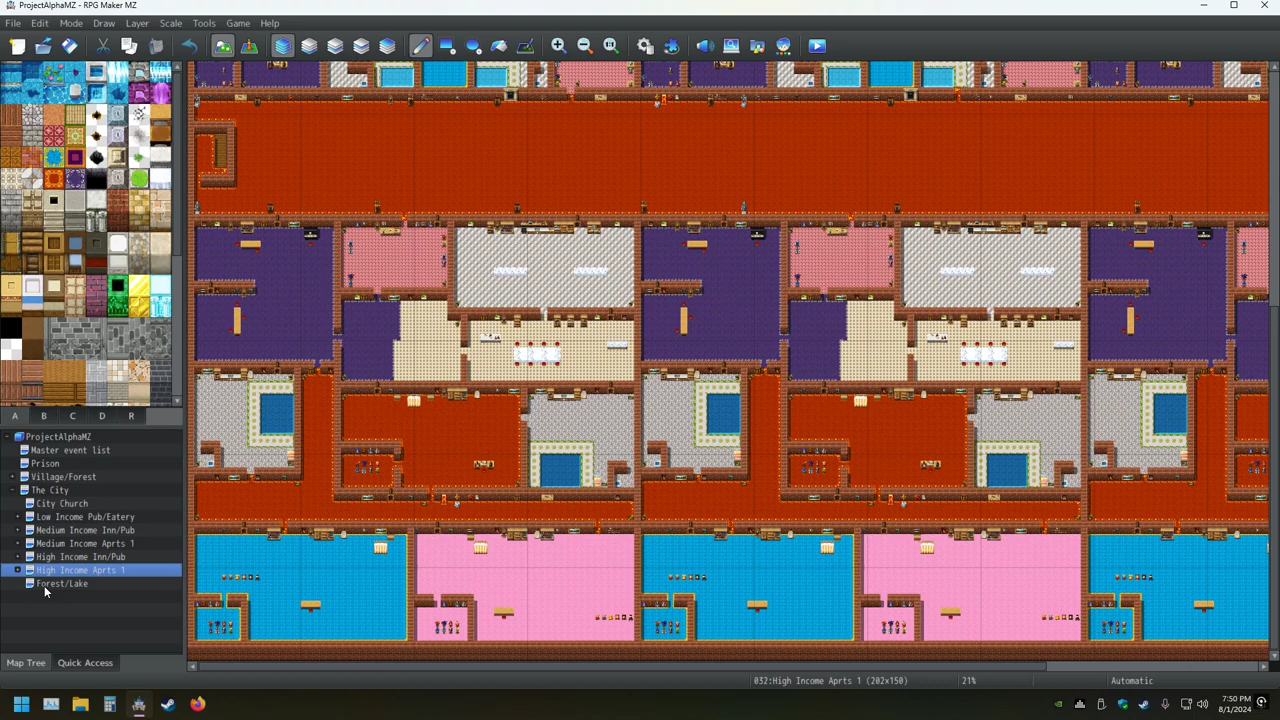 ProjectAlphaMZ - RPG Maker MZ
File Edit Mode Draw Layer Scale Tools Game Help
1:1
A B C D R
ProjectAlphaMZ
Master event list
Prison
Village/Forest
The City
City Church
Low Income Pub/Eatery
Medium Income Inn/Pub
Medium Income Aprts 1
High Income Inn/Pub
High Income Aprts 1
Forest/Lake
Map Tree Quick Access
032:High Income Aprts 1 (202x150) 21% Automatic
7:50 PM
8/1/2024